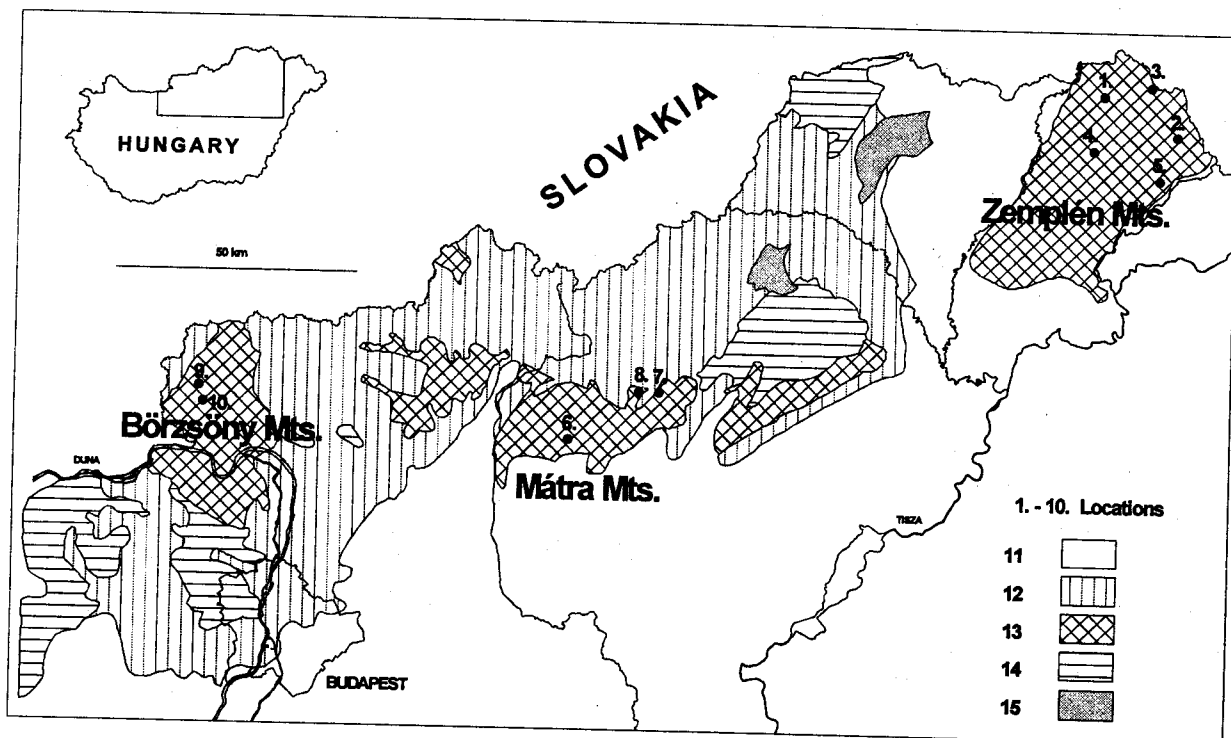 HUNGARY
50 km
SLOVAKIA
1.
3.
2.
4.
5.
Zemplén Mts.
9.
10.
Börzsöny Mts.
DUNA
8.
7.
6.
Mátra Mts.
TISZA
BUDAPEST
1. - 10. Locations
11
12
13
14
15